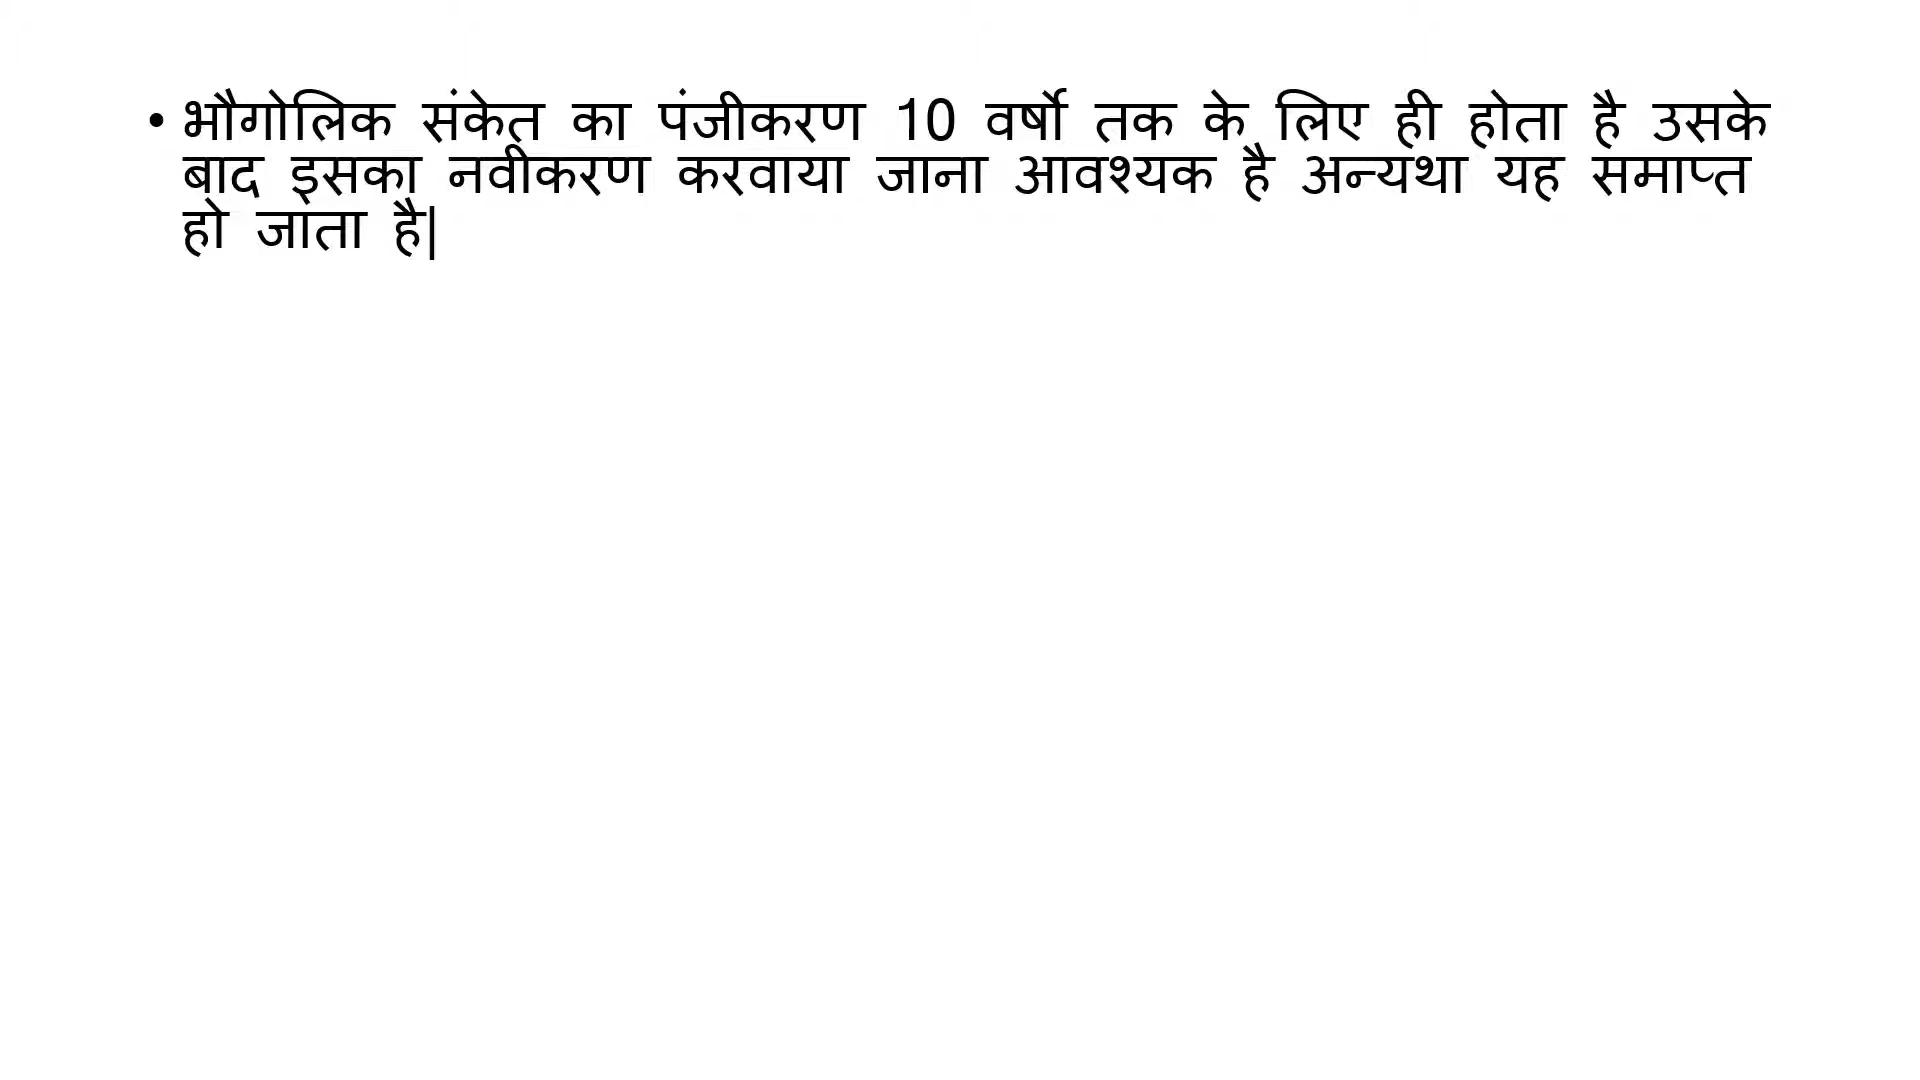 • भौगोलिक संकेत का पंजीकरण 10 वर्षो तक के लिए ही होता है उसके
बाद इसका नवीकरण करवाया जाना आवश्यक है अन्यथा यह समाप्त
हो जाता है|